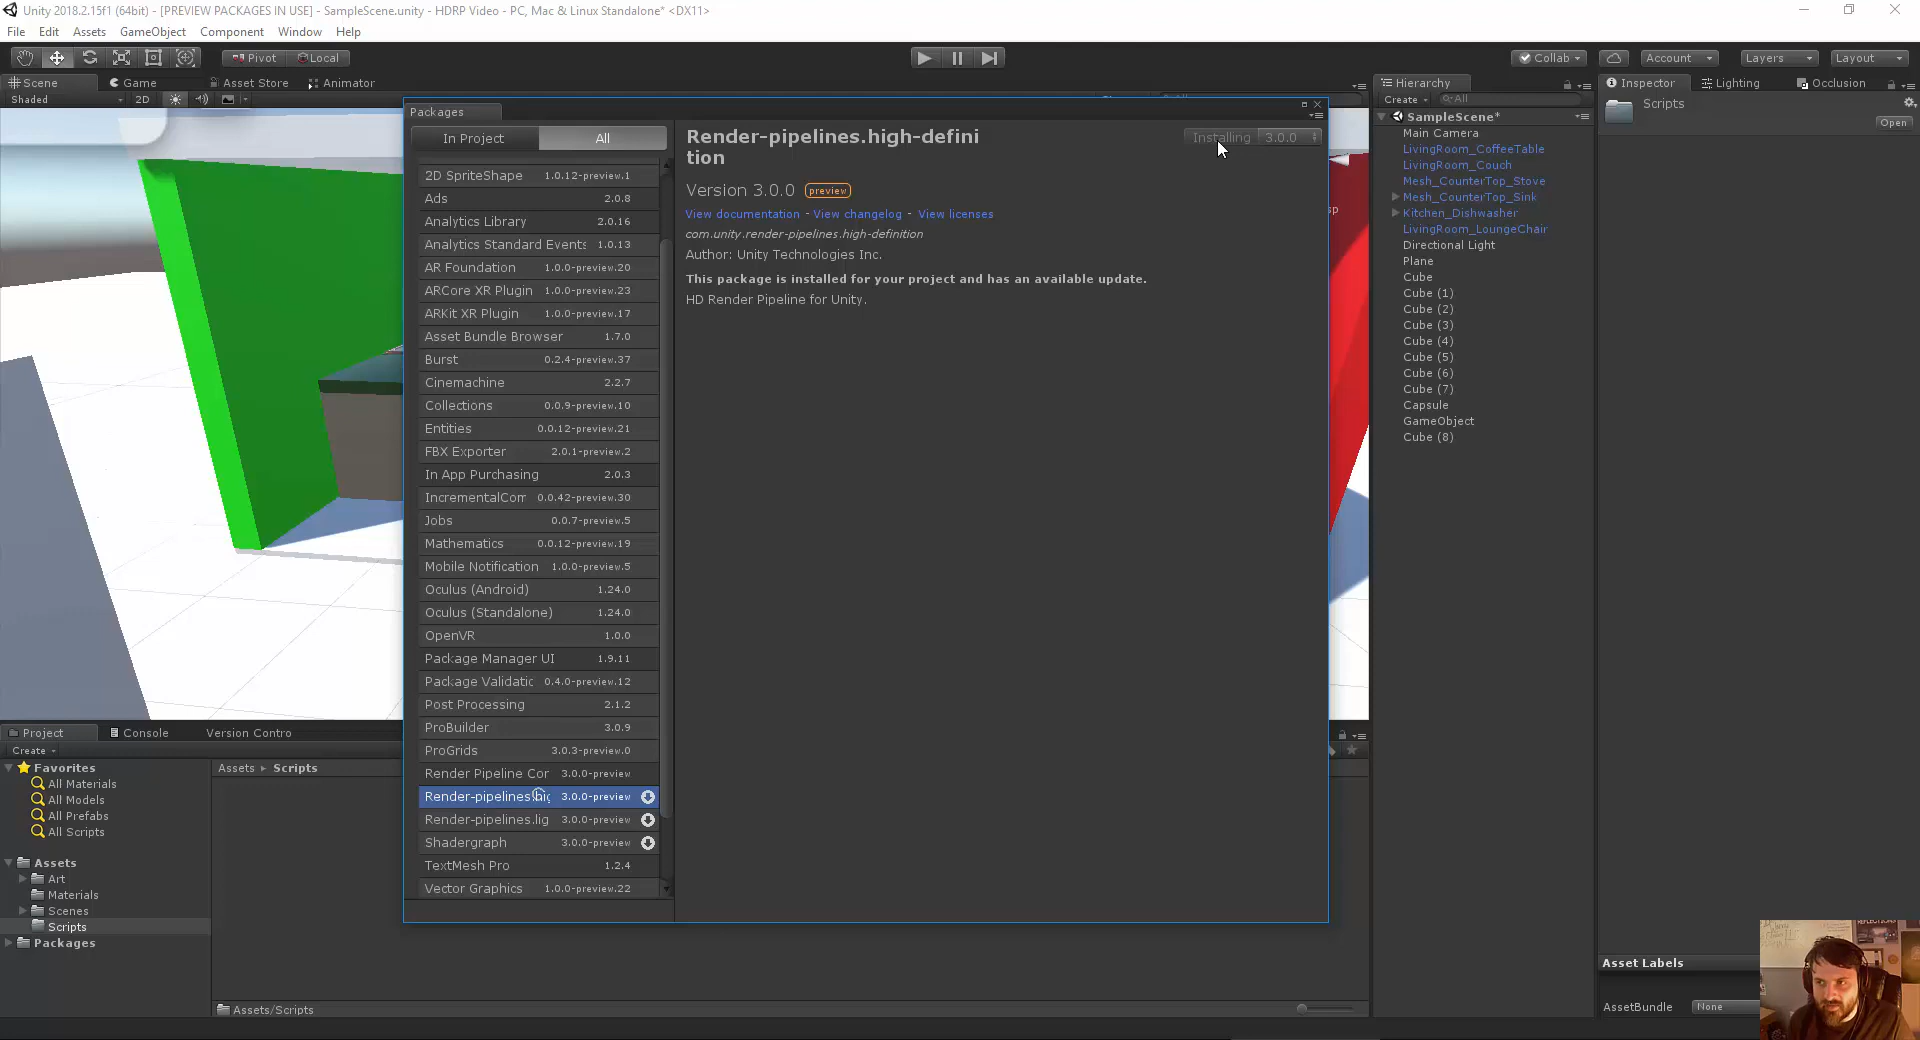 Unity 2018.2.15f1 (64bit) - [PREVIEW PACKAGES IN USE] - SampleScene.unity - HDRP Video - PC, Mac & Linux Standalone* <DX11>
File Edit Assets GameObject Component Window Help
Pivot Local Collab Account Layers Layout
Scene Game Asset Store Animator
Shaded 2D
Packages
In Project All
2D SpriteShape 1.0.12-preview.1
Ads 2.0.8
Analytics Library 2.0.16
Analytics Standard Events 1.0.13
AR Foundation 1.0.0-preview.20
ARCore XR Plugin 1.0.0-preview.23
ARKit XR Plugin 1.0.0-preview.17
Asset Bundle Browser 1.7.0
Burst 0.2.4-preview.37
Cinemachine 2.2.7
Collections 0.0.9-preview.10
Entities 0.0.12-preview.21
FBX Exporter 2.0.1-preview.2
In App Purchasing 2.0.3
IncrementalCom 0.0.42-preview.30
Jobs 0.0.7-preview.5
Mathematics 0.0.12-preview.19
Mobile Notification 1.0.0-preview.5
Oculus (Android) 1.24.0
Oculus (Standalone) 1.24.0
OpenVR 1.0.0
Package Manager UI 1.9.11
Package Validatic 0.4.0-preview.12
Post Processing 2.1.2
ProBuilder 3.0.9
ProGrids 3.0.3-preview.0
Render Pipeline Cor 3.0.0-preview
Render-pipelines.hig 3.0.0-preview
Render-pipelines.lig 3.0.0-preview
Shadergraph 3.0.0-preview
TextMesh Pro 1.2.4
Vector Graphics 1.0.0-preview.22
Render-pipelines.high-defini
tion
Installing 3.0.0
Version 3.0.0 preview
View documentation - View changelog - View licenses
com.unity.render-pipelines.high-definition
Author: Unity Technologies Inc.
This package is installed for your project and has an available update.
HD Render Pipeline for Unity.
Hierarchy
Create All
SampleScene*
Main Camera
LivingRoom_CoffeeTable
LivingRoom_Couch
Mesh_CounterTop_Stove
Mesh_CounterTop_Sink
Kitchen_Dishwasher
LivingRoom_LoungeChair
Directional Light
Plane
Cube
Cube (1)
Cube (2)
Cube (3)
Cube (4)
Cube (5)
Cube (6)
Cube (7)
Capsule
GameObject
Cube (8)
Inspector Lighting Occlusion
Scripts
Open
Project Console Version Contro
Create
Favorites
All Materials
All Models
All Prefabs
All Scripts
Assets
Art
Materials
Scenes
Scripts
Packages
Assets Scripts
Assets/Scripts
Asset Labels
AssetBundle None